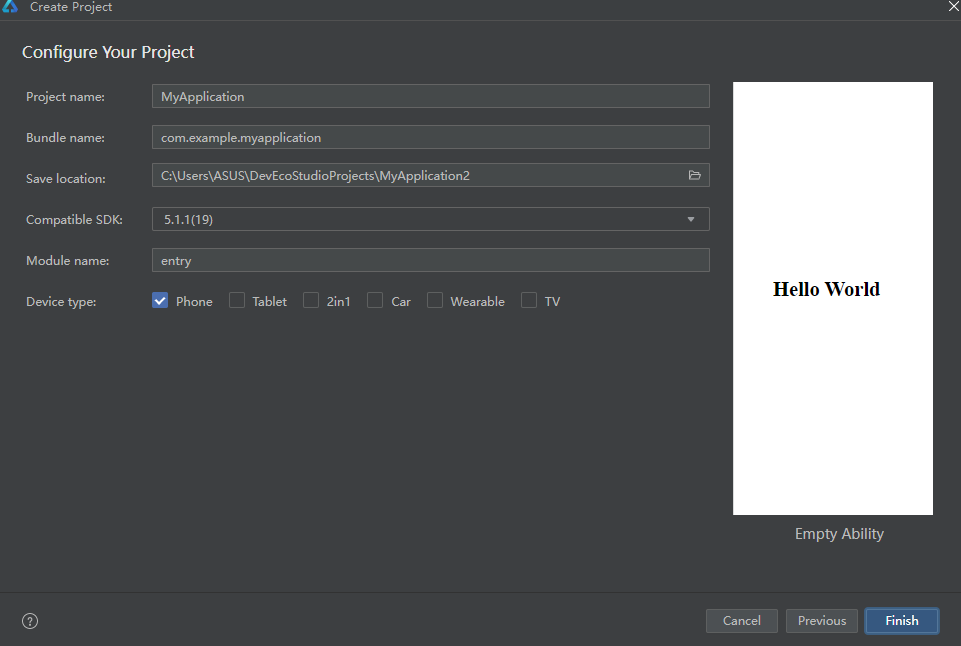 Create Project
Configure Your Project
Project name: MyApplication
Bundle name: com.example.myapplication
Save location: C:\Users\ASUS\DevEcoStudioProjects\MyApplication2
Compatible SDK: 5.1.1(19)
Module name: entry
Device type: Phone Tablet 2in1 Car Wearable TV
Hello World
Empty Ability
? Cancel Previous Finish